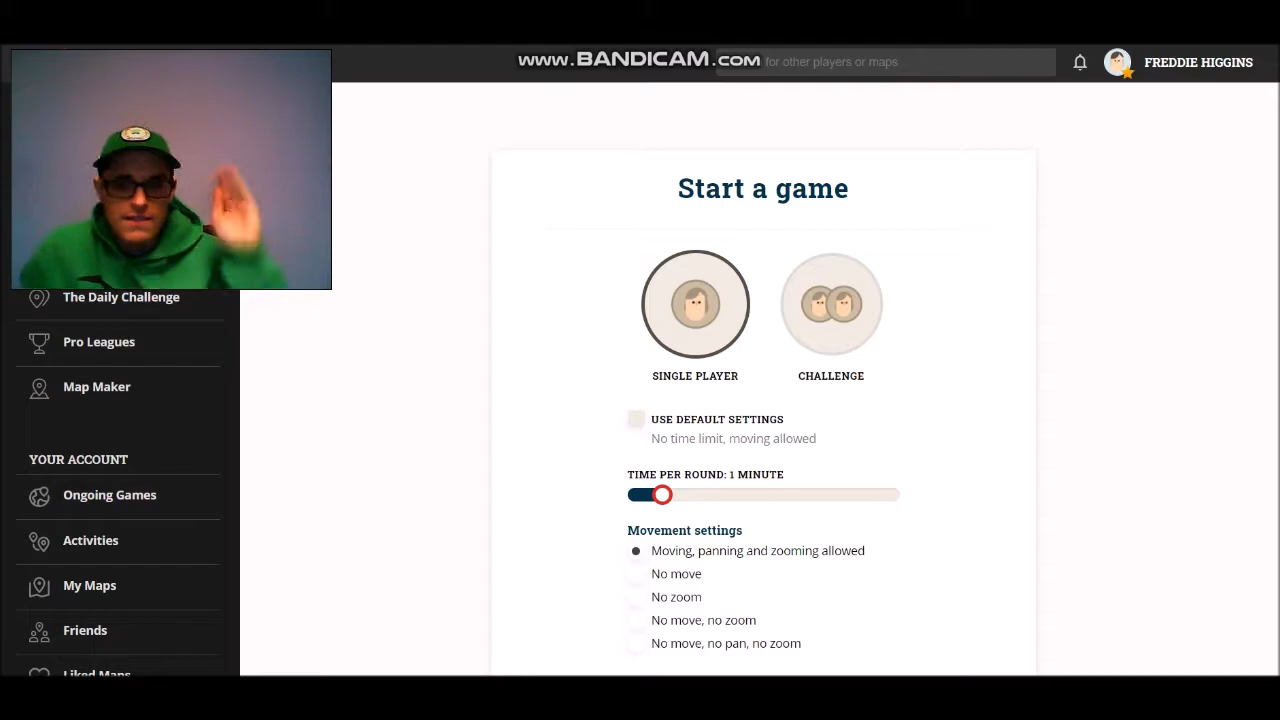 www.BANDICAM.com
for other players or maps
FREDDIE HIGGINS
The Daily Challenge
Pro Leagues
Map Maker
YOUR ACCOUNT
Ongoing Games
Activities
My Maps
Friends
Liked Maps
Start a game
SINGLE PLAYER
CHALLENGE
USE DEFAULT SETTINGS
No time limit, moving allowed
TIME PER ROUND: 1 MINUTE
Movement settings
Moving, panning and zooming allowed
No move
No zoom
No move, no zoom
No move, no pan, no zoom